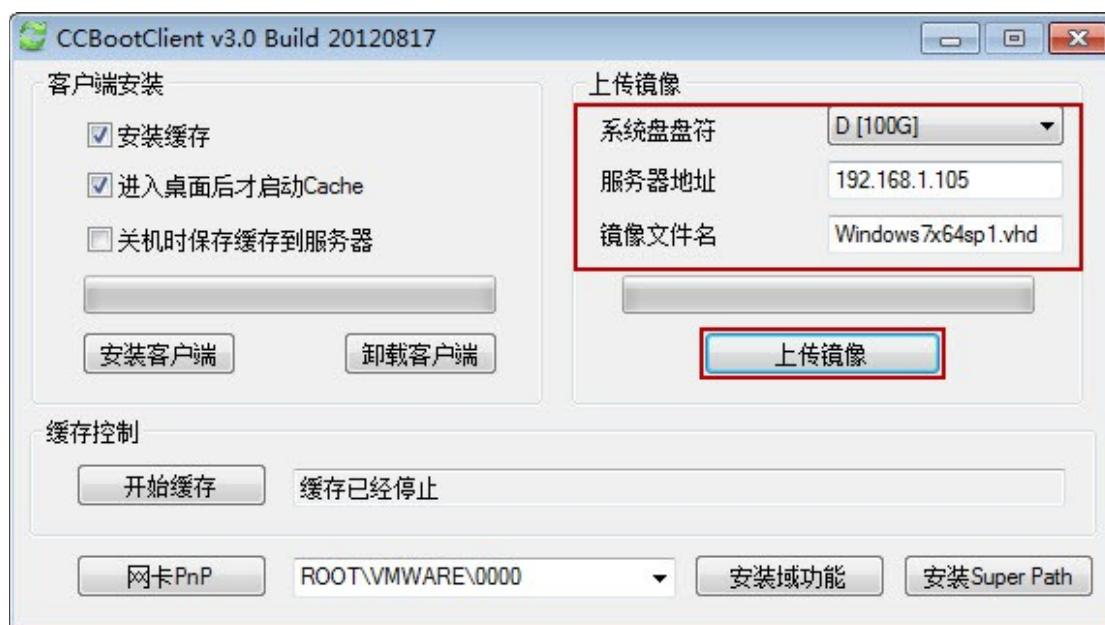 CCBootClient v3.0 Build 20120817
客户端安装
安装缓存
进入桌面后才启动Cache
关机时保存缓存到服务器
安装客户端
卸载客户端
上传镜像
系统盘盘符
D [100G]
服务器地址
192.168.1.105
镜像文件名
Windows7x64sp1.vhd
上传镜像
缓存控制
开始缓存
缓存已经停止
网卡PnP
ROOT\VMWARE\0000
安装域功能
安装Super Path